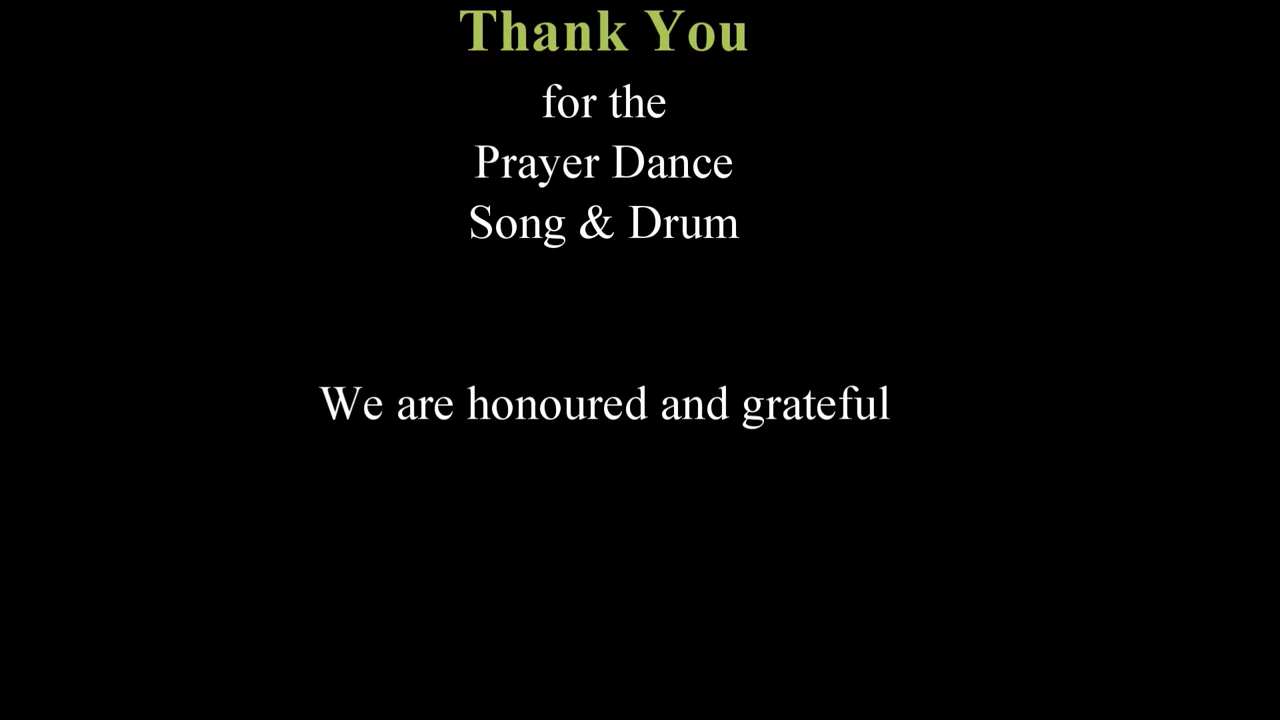 Thank You
for the
Prayer Dance
Song & Drum
We are honoured and grateful